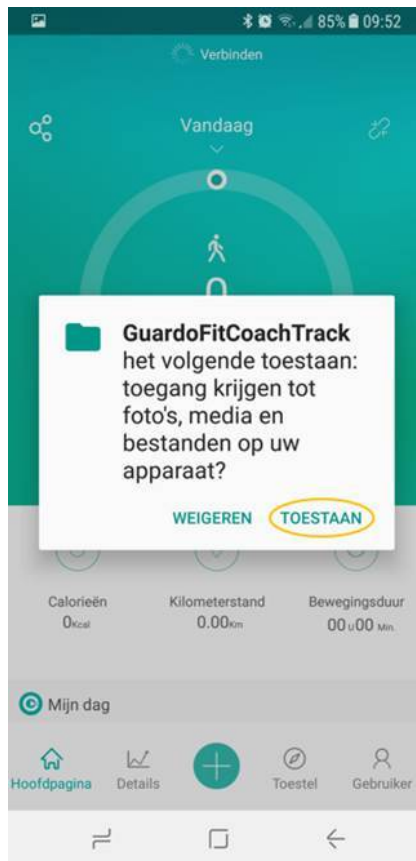 85% 09:52
Verbinden
Vandaag
0
GuardoFitCoachTrack
het volgende toestaan:
toegang krijgen tot
foto's, media en
bestanden op uw
apparaat?
WEIGEREN TOESTAAN
Calorieën Kilometerstand Bewegingsduur
0Kcal 0.00Km 00U00 Min.
Mijn dag
Hoofdpagina Details Toestel Gebruiker